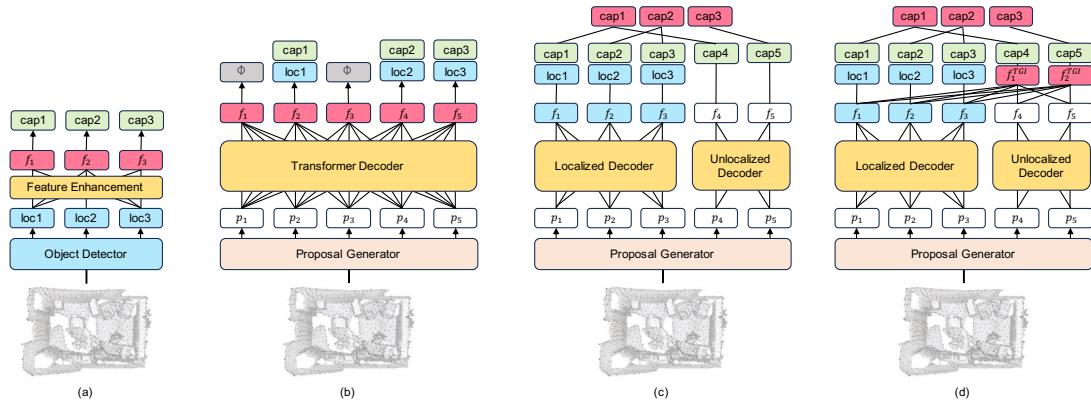 cap1 cap2 cap3
f₁ f₂ f₃
Feature Enhancement
loc1 loc2 loc3
Object Detector
(a)
cap1 cap2 cap3
Φ loc1 Φ loc2 loc3
f₁ f₂ f₃ f₄ f₅
Transformer Decoder
p₁ p₂ p₃ p₄ p₅
Proposal Generator
(b)
cap1 cap2 cap3
cap1 cap2 cap3 cap4 cap5
loc1 loc2 loc3
f₁ f₂ f₃ f₄ f₅
Localized Decoder
Unlocalized
Decoder
p₁ p₂ p₃ p₄ p₅
Proposal Generator
(c)
cap1 cap2 cap3
cap1 cap2 cap3 cap4 cap5
loc1 loc2 loc3 f₁ᵀᴳᴵ f₂ᵀᴳᴵ
f₁ f₂ f₃ f₄ f₅
Localized Decoder
Unlocalized
Decoder
p₁ p₂ p₃ p₄ p₅
Proposal Generator
(d)